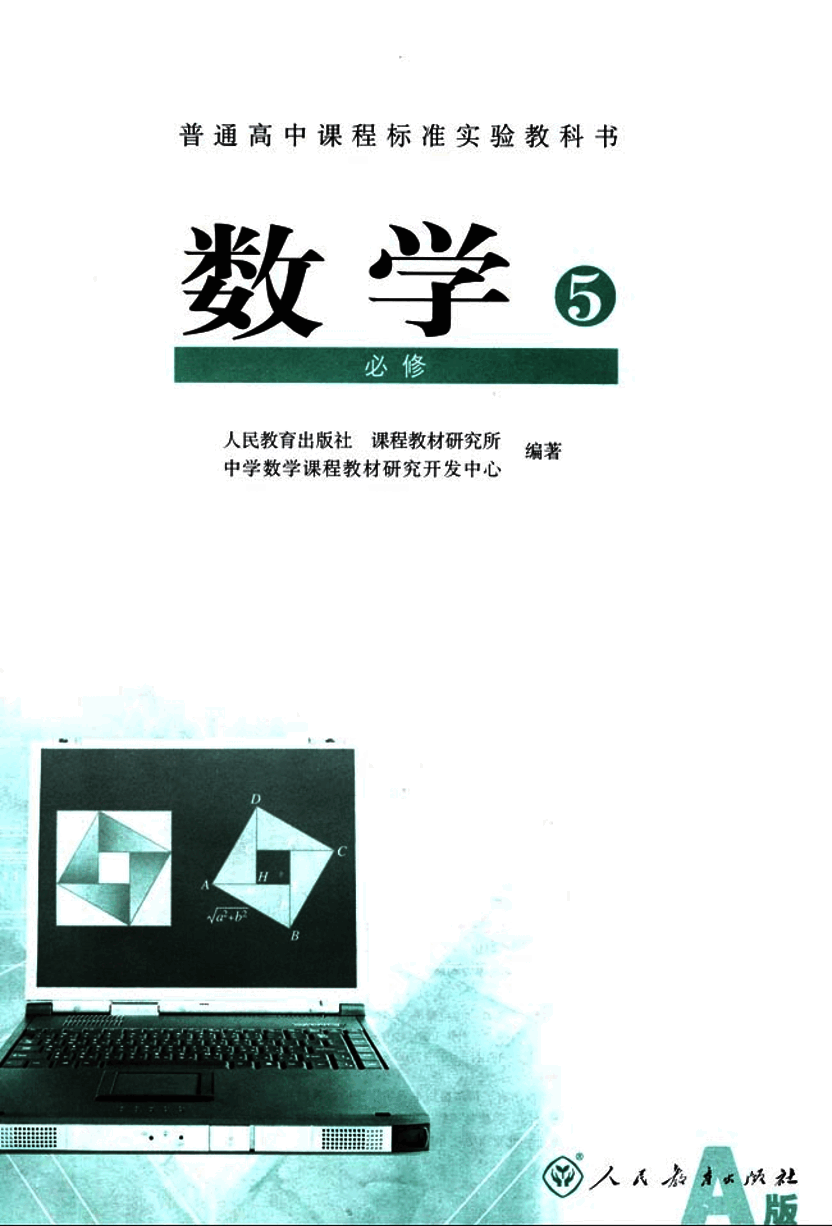 普通高中课程标准实验教科书
数学 5
必修
人民教育出版社 课程教材研究所 编著
中学数学课程教材研究开发中心
D
C
A
H
√a²+b²
B
®人民教育出版社
A版